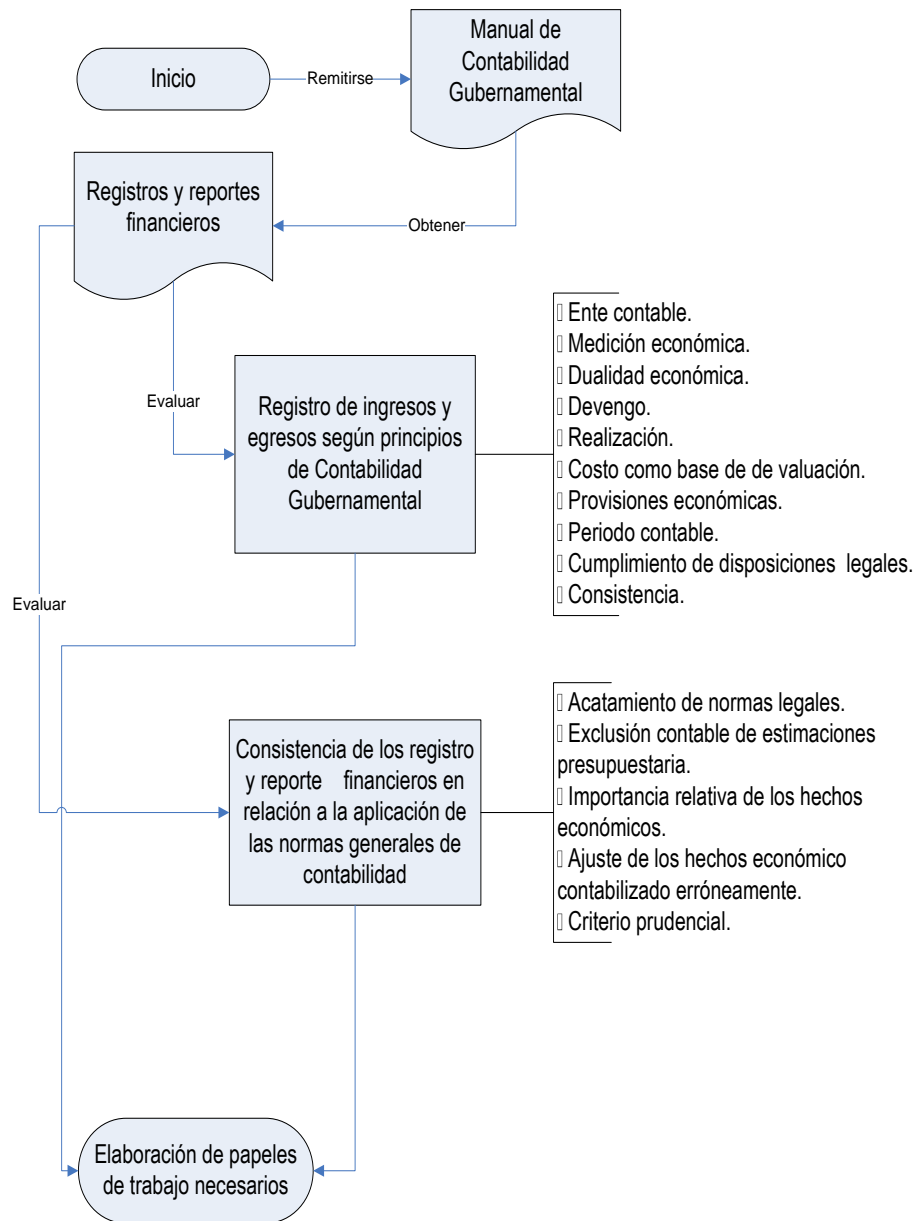 Inicio
Remitirse
Manual de
Contabilidad
Gubernamental
Registros y reportes
financieros
Obtener
Evaluar
Registro de ingresos y
egresos según principios
de Contabilidad
Gubernamental
Ente contable.
Medición económica.
Dualidad económica.
Devengo.
Realización.
Costo como base de de valuación.
Provisiones económicas.
Periodo contable.
Cumplimiento de disposiciones legales.
Consistencia.
Evaluar
Consistencia de los registro
y reporte financieros en
relación a la aplicación de
las normas generales de
contabilidad
Acatamiento de normas legales.
Exclusión contable de estimaciones
presupuestaria.
Importancia relativa de los hechos
económicos.
Ajuste de los hechos económico
contabilizado erróneamente.
Criterio prudencial.
Elaboración de papeles
de trabajo necesarios